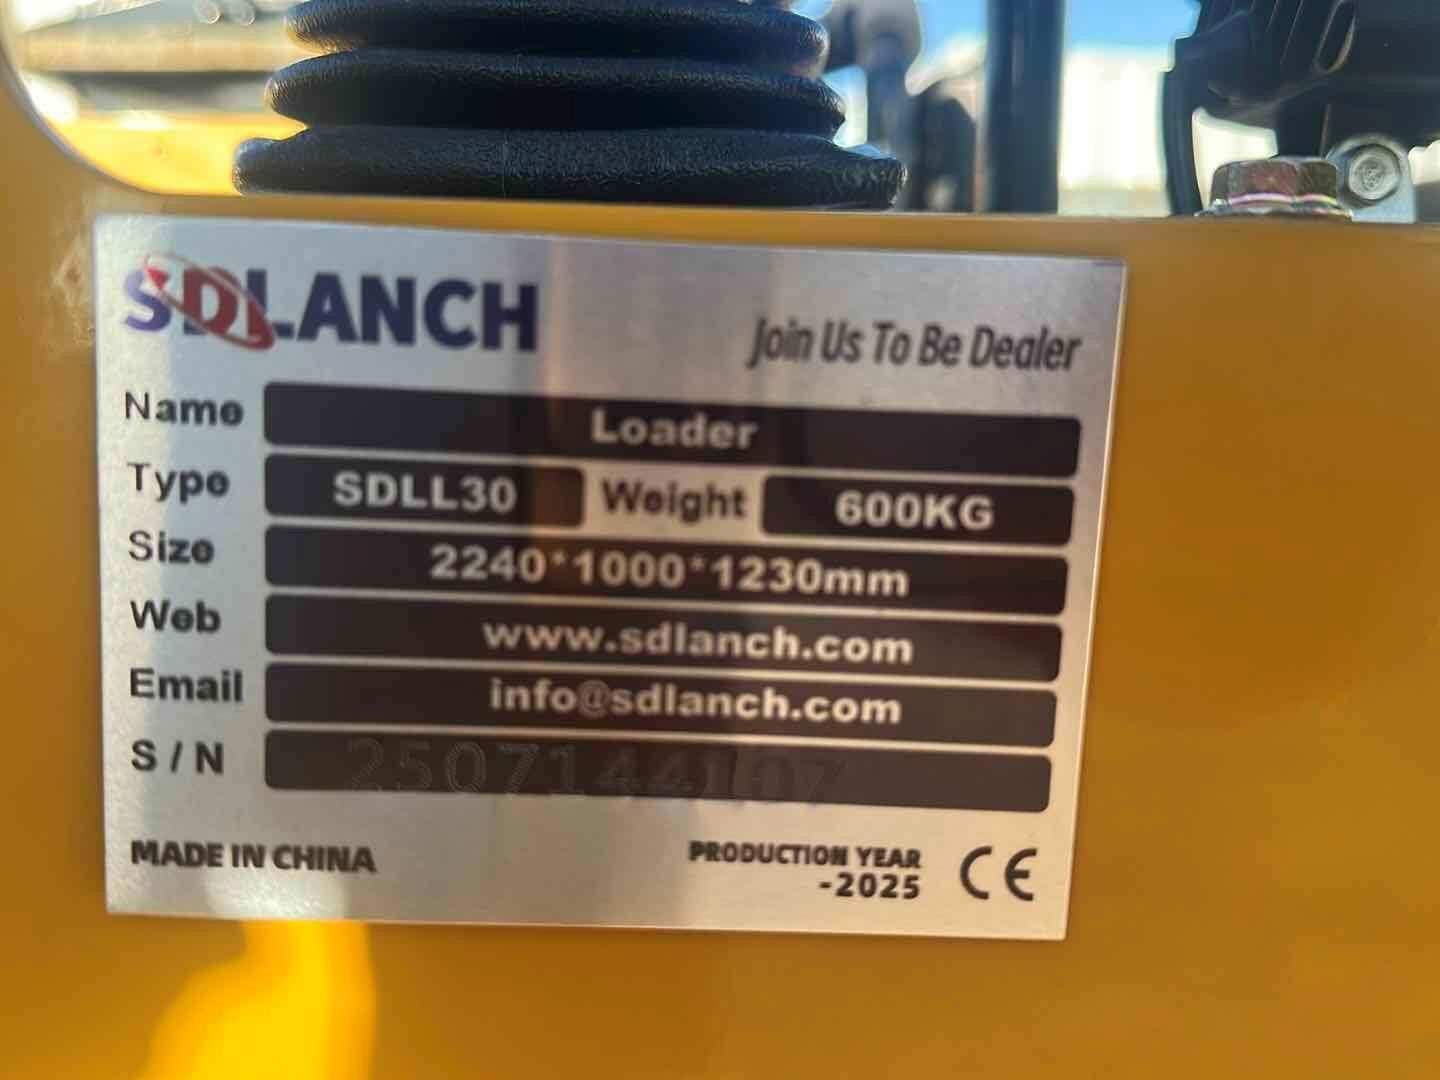 SDLANCH
Join Us To Be Dealer
Name Loader
Type SDLL30 Weight 600KG
Size 2240*1000*1230mm
Web www.sdlanch.com
Email info@sdlanch.com
S / N
MADE IN CHINA
PRODUCTION YEAR
-2025
CE